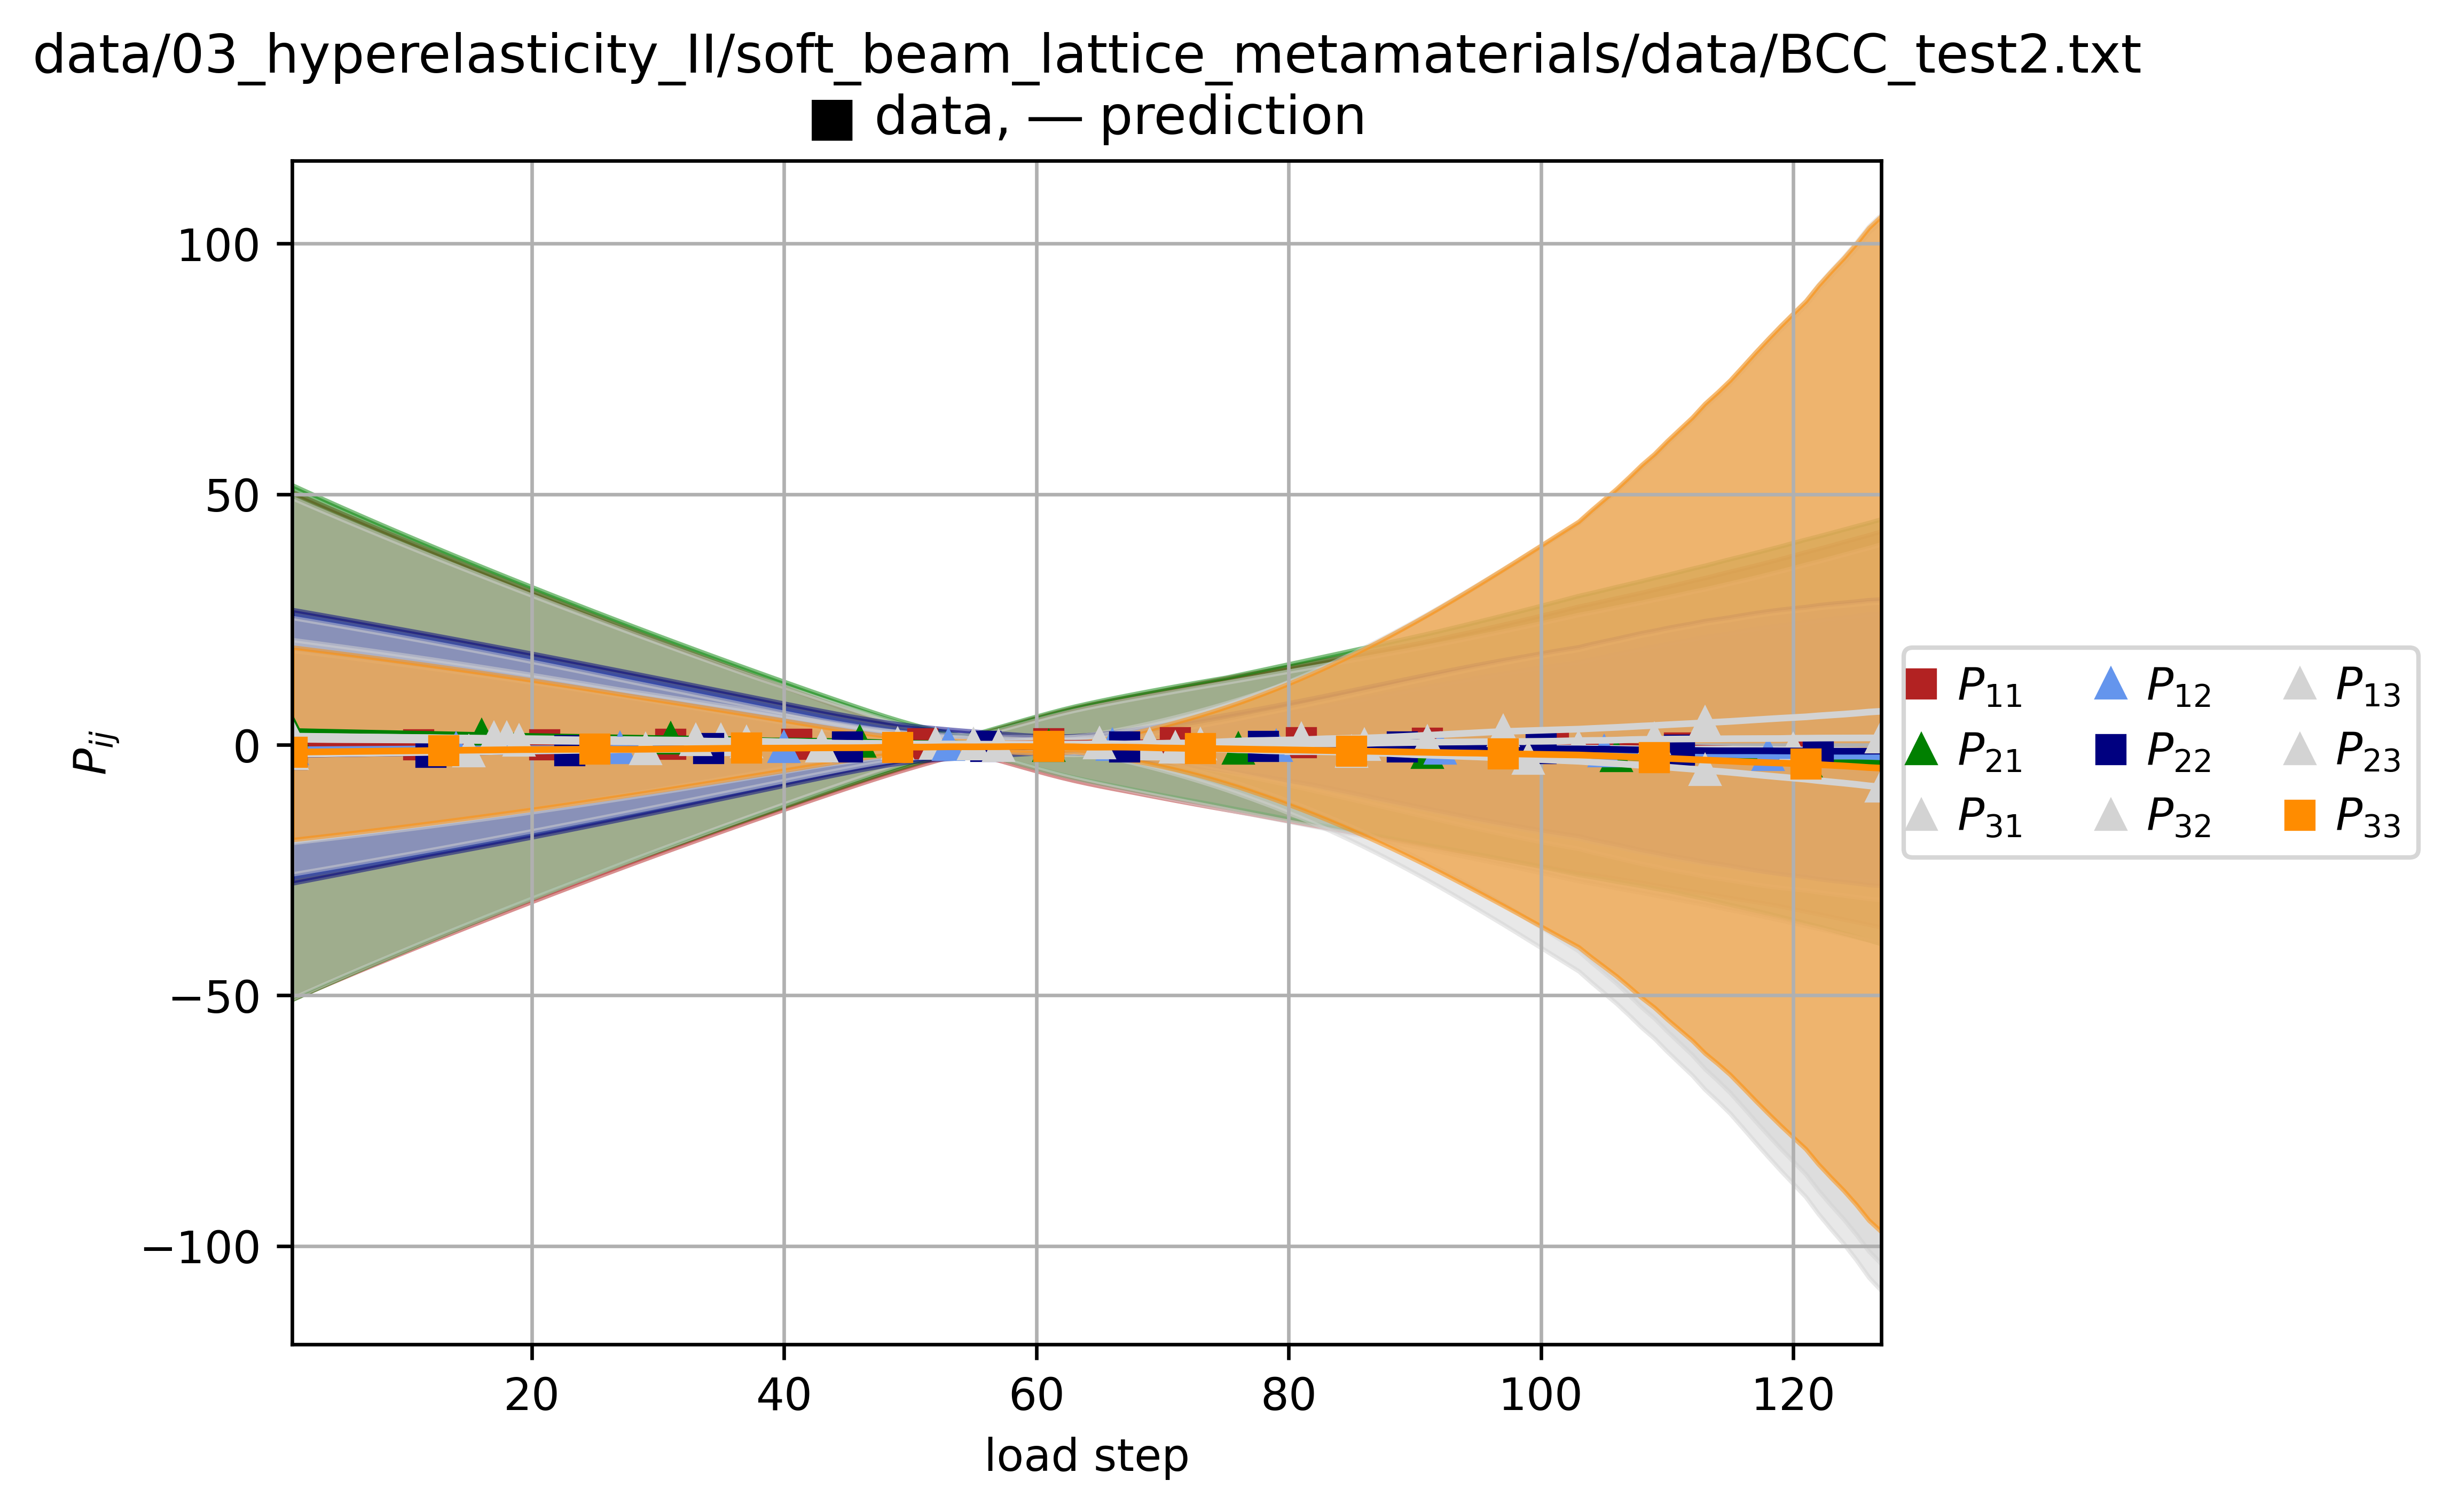 data/03_hyperelasticity_II/soft_beam_lattice_metamaterials/data/BCC_test2.txt
■ data, — prediction
100
50
0
−50
−100
P_ij
20 40 60 80 100 120
load step
P_11 P_12 P_13
P_21 P_22 P_23
P_31 P_32 P_33